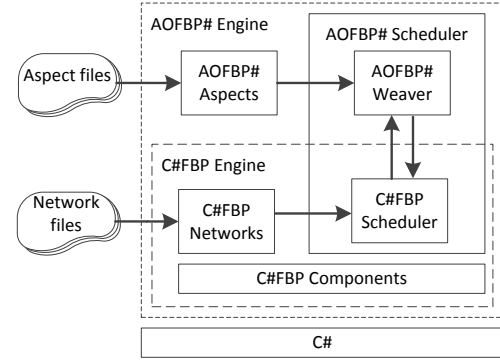 AOFBP# Engine
AOFBP# Scheduler
Aspect files
AOFBP#
Aspects
AOFBP#
Weaver
C#FBP Engine
Network
files
C#FBP
Networks
C#FBP
Scheduler
C#FBP Components
C#